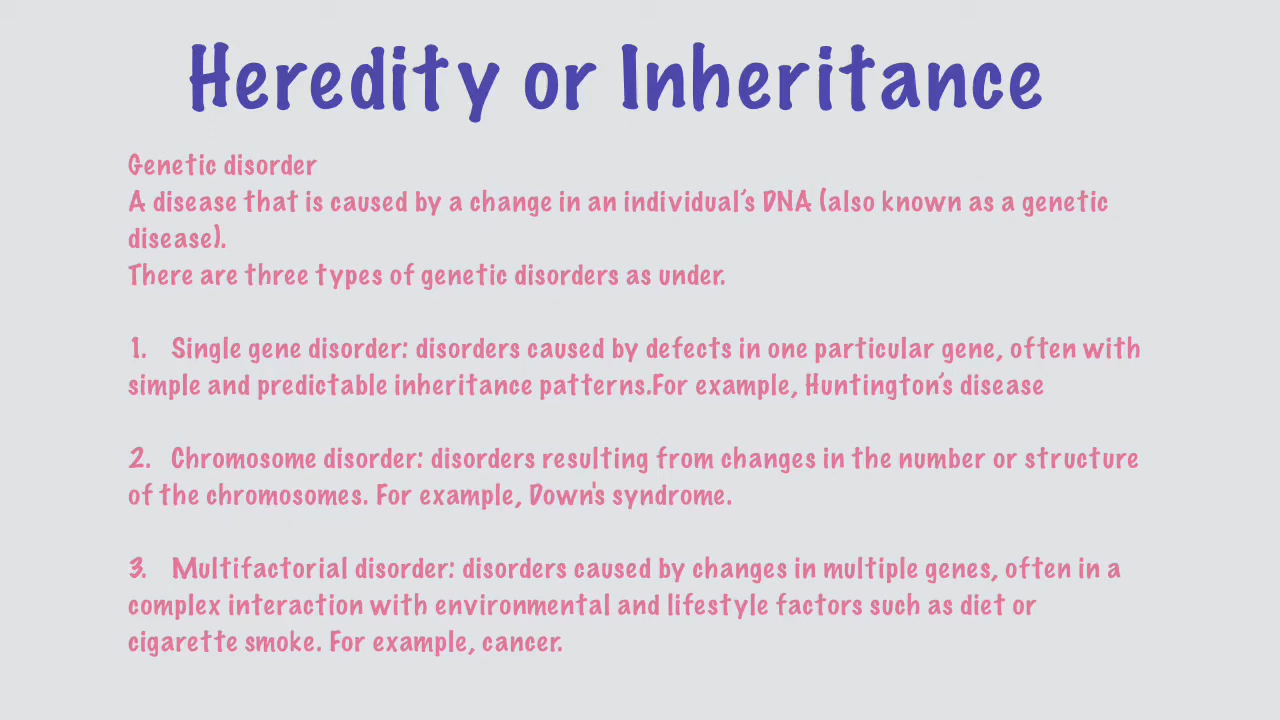 Heredity or Inheritance
Genetic disorder
A disease that is caused by a change in an individual’s DNA (also known as a genetic
disease).
There are three types of genetic disorders as under.
1. Single gene disorder: disorders caused by defects in one particular gene, often with
simple and predictable inheritance patterns.For example, Huntington’s disease
2. Chromosome disorder: disorders resulting from changes in the number or structure
of the chromosomes. For example, Down's syndrome.
3. Multifactorial disorder: disorders caused by changes in multiple genes, often in a
complex interaction with environmental and lifestyle factors such as diet or
cigarette smoke. For example, cancer.